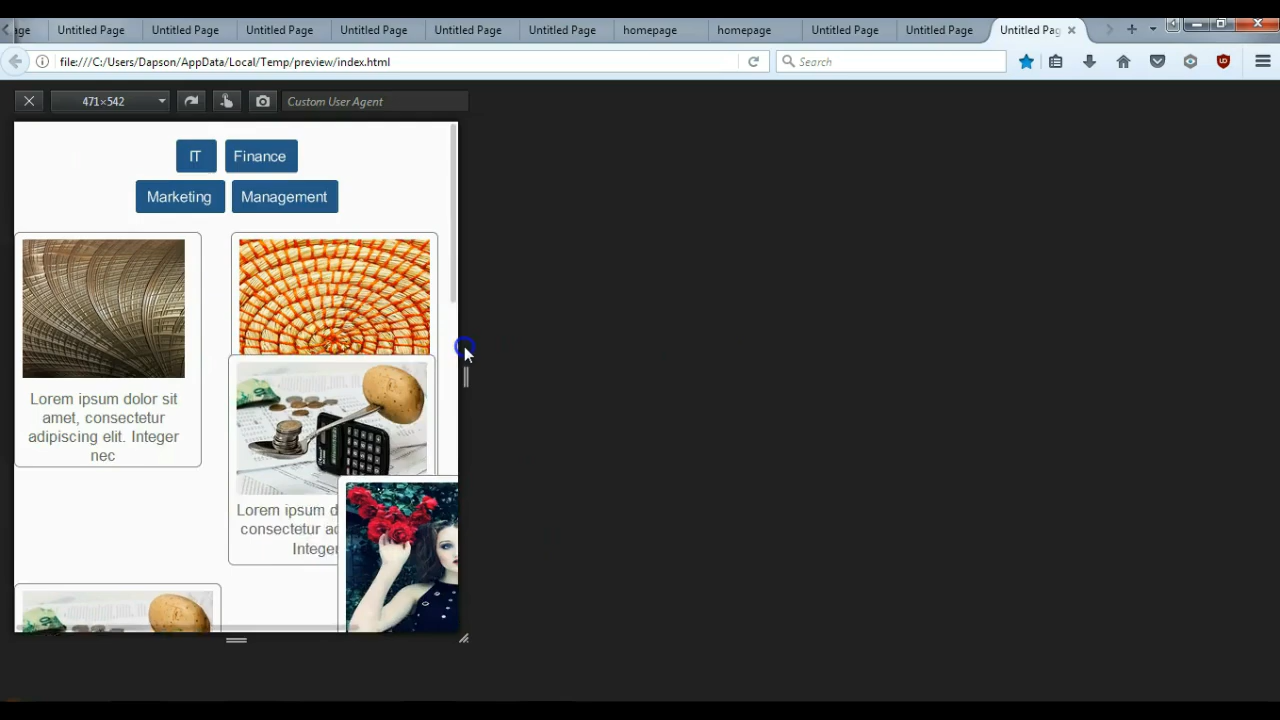 ge
Untitled Page
Untitled Page
Untitled Page
Untitled Page
Untitled Page
Untitled Page
homepage
homepage
Untitled Page
Untitled Page
Untitled Pag
file:///C:/Users/Dapson/AppData/Local/Temp/preview/index.html
Search
471×542
Custom User Agent
IT
Finance
Marketing
Management
Lorem ipsum dolor sit
amet, consectetur
adipiscing elit. Integer
nec
Lorem ipsum d
consectetur ad
Integer